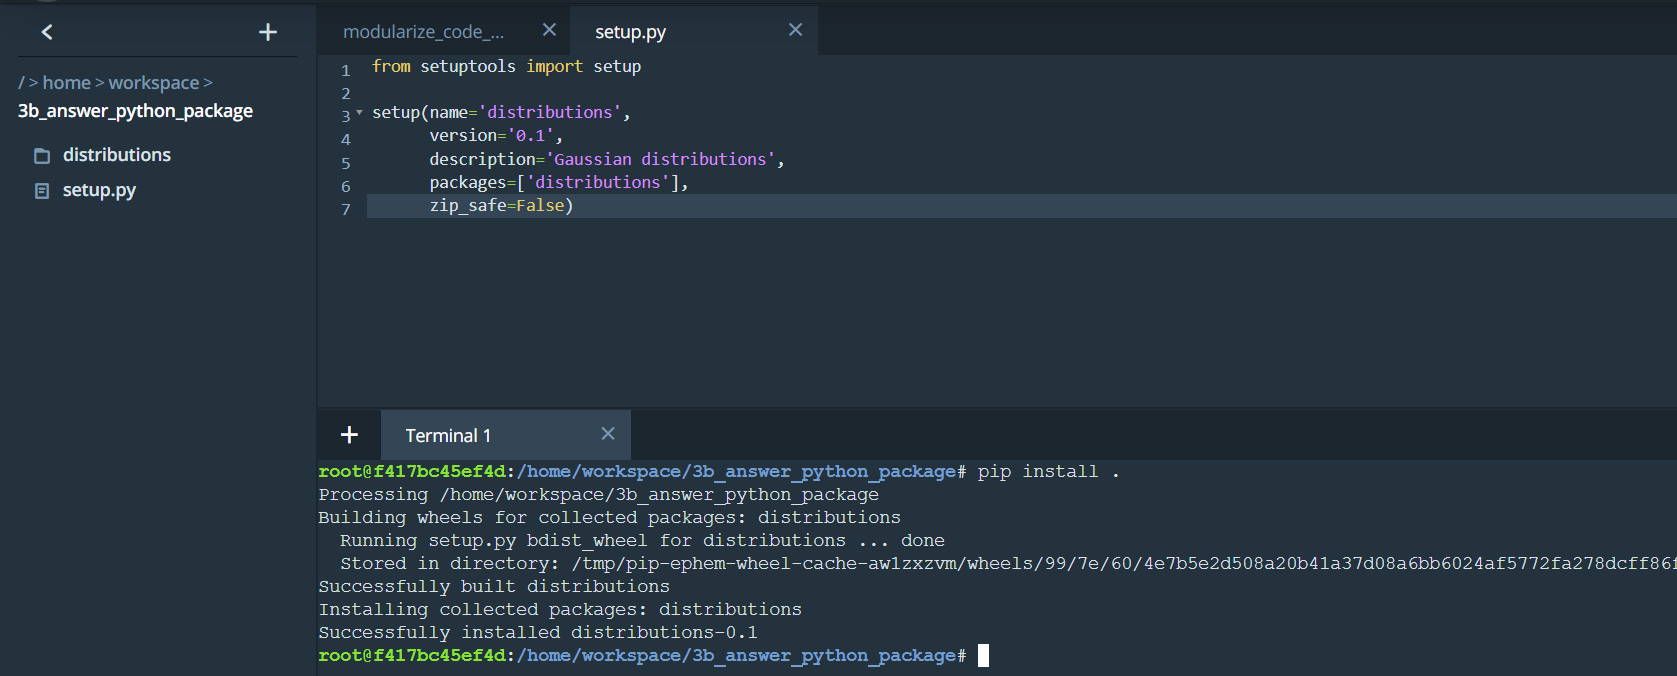 / > home > workspace >
3b_answer_python_package
distributions
setup.py
modularize_code_...
setup.py
1 from setuptools import setup
2
3 setup(name='distributions',
4 version='0.1',
5 description='Gaussian distributions',
6 packages=['distributions'],
7 zip_safe=False)
Terminal 1
root@f417bc45ef4d:/home/workspace/3b_answer_python_package# pip install .
Processing /home/workspace/3b_answer_python_package
Building wheels for collected packages: distributions
Running setup.py bdist_wheel for distributions ... done
Stored in directory: /tmp/pip-ephem-wheel-cache-aw1zxzvm/wheels/99/7e/60/4e7b5e2d508a20b41a37d08a6bb6024af5772fa278dcff86f
Successfully built distributions
Installing collected packages: distributions
Successfully installed distributions-0.1
root@f417bc45ef4d:/home/workspace/3b_answer_python_package#